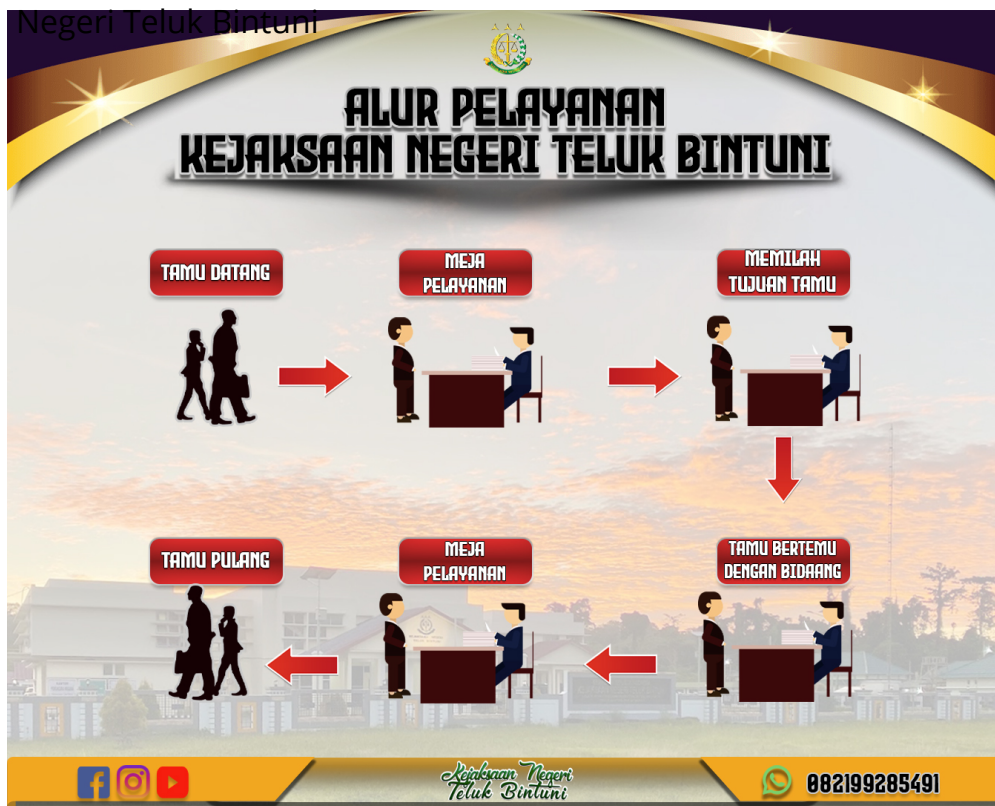 Negeri Teluk Bintuni
ALUR PELAYANAN
KEJAKSAAN NEGERI TELUK BINTUNI
TAMU DATANG
MEJA
PELAYANAN
MEMILAH
TUJUAN TAMU
TAMU PULANG
MEJA
PELAYANAN
TAMU BERTEMU
DENGAN BIDAANG
Kejaksaan Negeri
Teluk Bintuni
082199285491